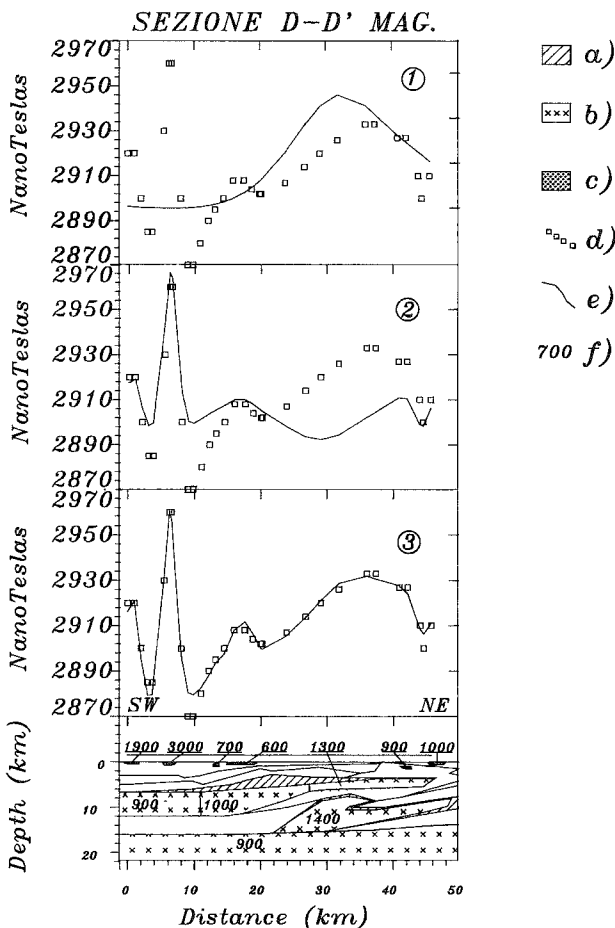 SEZIONE D-D' MAG.
2970
2950
2930
2910
2890
2870
NanoTeslas
1
2970
2950
2930
2910
2890
2870
NanoTeslas
2
2970
2950
2930
2910
2890
2870
NanoTeslas
3
SW
NE
1900
3000
700
600
1300
900
1000
0
10
20
Depth (km)
900
1000
1400
900
0
10
20
30
40
50
Distance (km)
a)
xxx b)
c)
d)
e)
700 f)